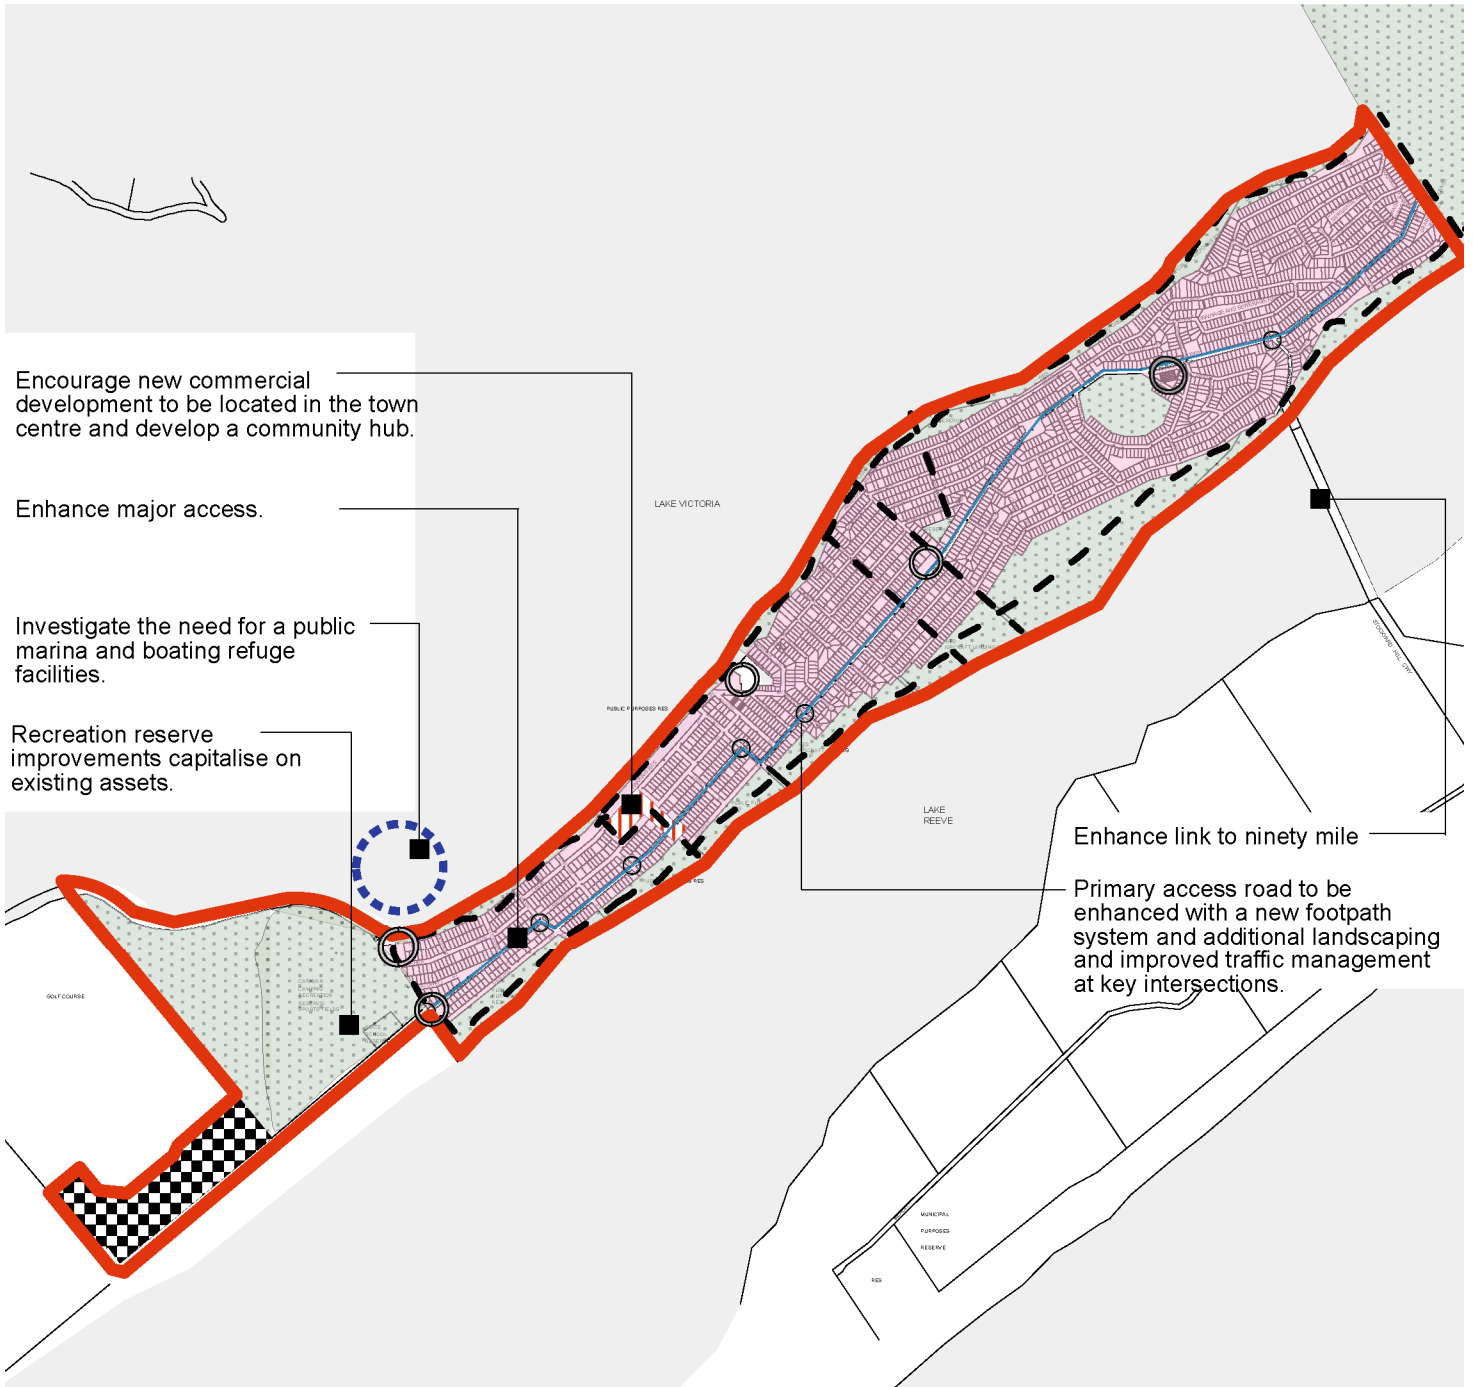 Encourage new commercial
development to be located in the town
centre and develop a community hub.
Enhance major access.
Investigate the need for a public
marina and boating refuge
facilities.
Recreation reserve
improvements capitalise on
existing assets.
LAKE VICTORIA
PUBLIC PURPOSES RES
LAKE
REEVE
Enhance link to ninety mile
Primary access road to be
enhanced with a new footpath
system and additional landscaping
and improved traffic management
at key intersections.
GOLF COURSE
MUNICIPAL
PURPOSES
RESERVE
RES